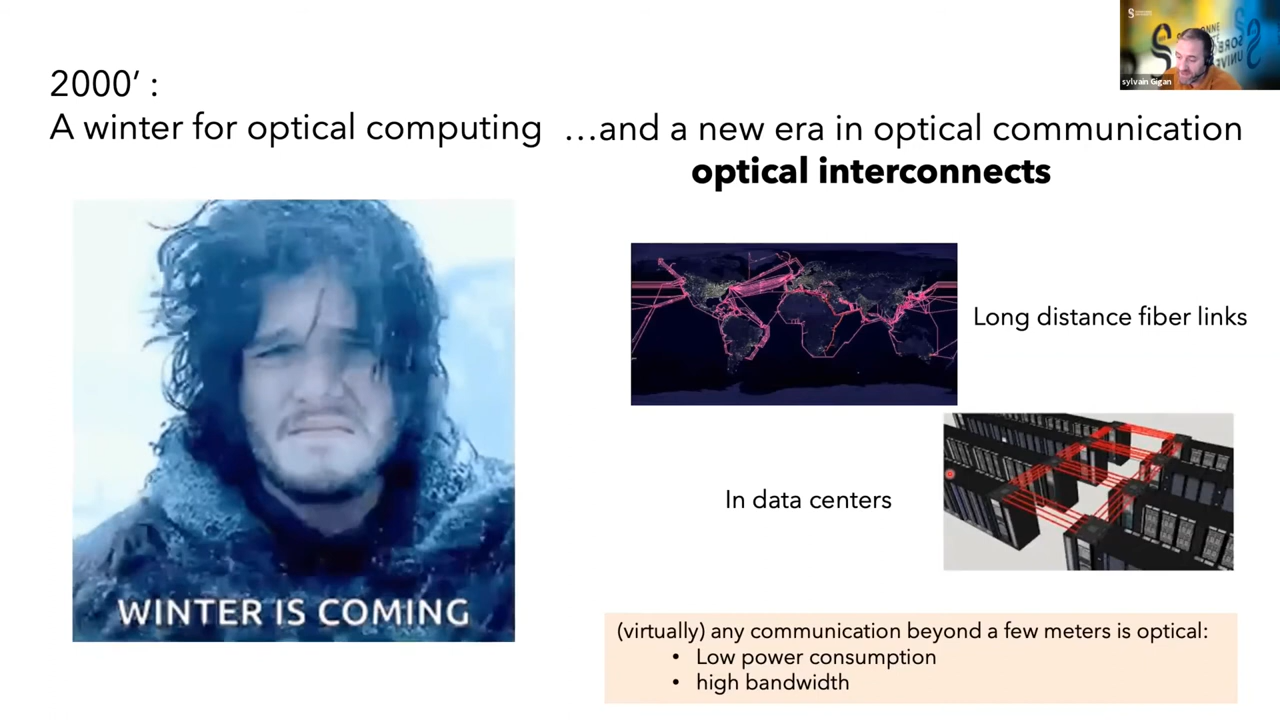 2000’ :
A winter for optical computing
…and a new era in optical communication
optical interconnects
WINTER IS COMING
Long distance fiber links
In data centers
(virtually) any communication beyond a few meters is optical:
• Low power consumption
• high bandwidth
sylvain Gigan